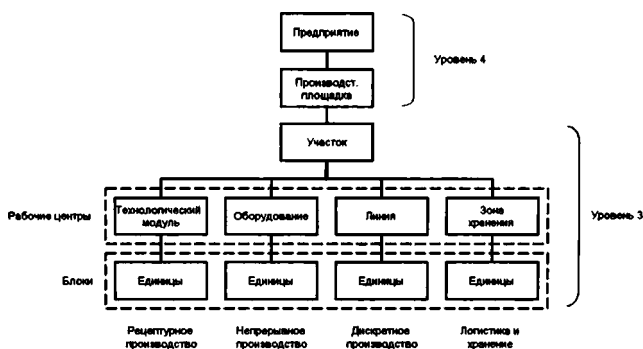 Предприятие
Уровень 4
Производст.
площадка
Участок
Рабочие центры
Технологический
модуль
Оборудование
Линия
Зона
хранения
Уровень 3
Блоки
Единицы
Единицы
Единицы
Единицы
Рецептурное
производство
Непрерывное
производство
Дискретное
производство
Логистика и
хранение